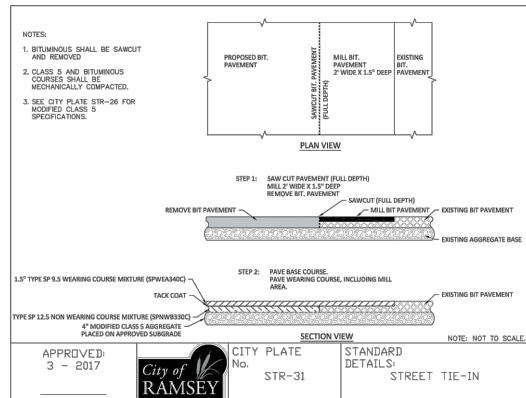 NOTES:
1. BITUMINOUS SHALL BE SAWCUT
AND REMOVED
2. CLASS 5 AND BITUMINOUS
COURSES SHALL BE
MECHANICALLY COMPACTED.
3. SEE CITY PLATE STR-26 FOR
MODIFIED CLASS 5
SPECIFICATIONS.
PROPOSED BIT.
PAVEMENT
SAWCUT BIT. PAVEMENT
(FULL DEPTH)
MILL BIT.
PAVEMENT
2' WIDE X 1.5" DEEP
EXISTING
BIT.
PAVEMENT
PLAN VIEW
STEP 1: SAW CUT PAVEMENT (FULL DEPTH)
MILL 2' WIDE X 1.5" DEEP
REMOVE BIT. PAVEMENT
SAWCUT (FULL DEPTH)
REMOVE BIT PAVEMENT
MILL BIT PAVEMENT
EXISTING BIT PAVEMENT
EXISTING AGGREGATE BASE
STEP 2: PAVE BASE COURSE.
PAVE WEARING COURSE, INCLUDING MILL
AREA.
1.5" TYPE SP 9.5 WEARING COURSE MIXTURE (SPWEA340C)
TACK COAT
TYPE SP 12.5 NON WEARING COURSE MIXTURE (SPNWB330C)
4" MODIFIED CLASS 5 AGGREGATE
PLACED ON APPROVED SUBGRADE
EXISTING BIT PAVEMENT
SECTION VIEW
NOTE: NOT TO SCALE.
APPROVED:
3 - 2017
City of
RAMSEY
CITY PLATE
No.
STR-31
STANDARD
DETAILS:
STREET TIE-IN